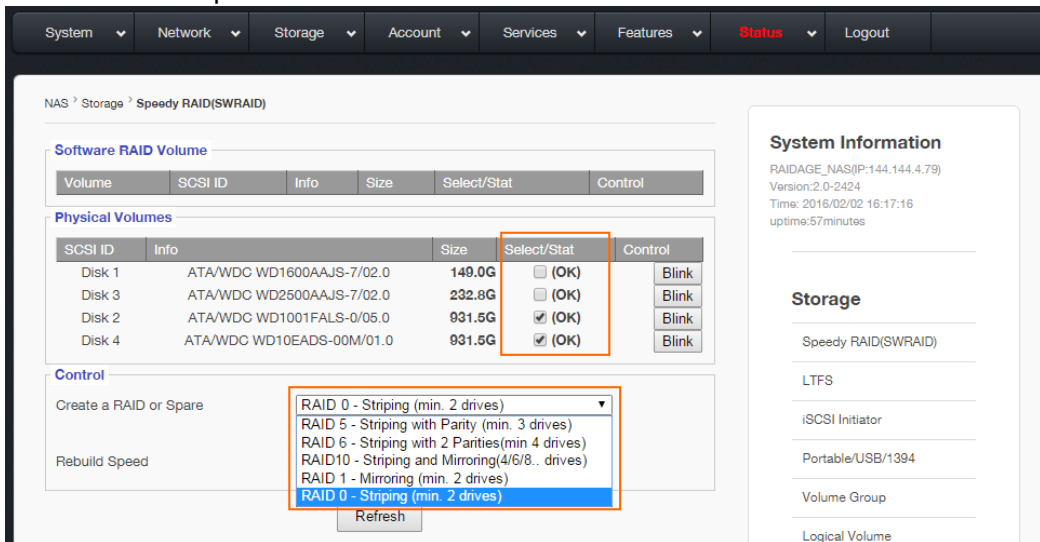 System Network Storage Account Services Features Status Logout
NAS > Storage > Speedy RAID(SWRAID)
Software RAID Volume
Volume SCSI ID Info Size Select/Stat Control
Physical Volumes
SCSI ID Info Size Select/Stat Control
Disk 1 ATA/WDC WD1600AAJS-7/02.0 149.0G (OK) Blink
Disk 3 ATA/WDC WD2500AAJS-7/02.0 232.8G (OK) Blink
Disk 2 ATA/WDC WD1001FALS-0/05.0 931.5G (OK) Blink
Disk 4 ATA/WDC WD10EADS-00M/01.0 931.5G (OK) Blink
Control
Create a RAID or Spare RAID 0 - Striping (min. 2 drives)
RAID 5 - Striping with Parity (min. 3 drives)
RAID 6 - Striping with 2 Parities(min 4 drives)
Rebuild Speed RAID10 - Striping and Mirroring(4/6/8.. drives)
RAID 1 - Mirroring (min. 2 drives)
RAID 0 - Striping (min. 2 drives)
Refresh
System Information
RAIDAGE_NAS(IP:144.144.4.79)
Version:2.0-2424
Time: 2016/02/02 16:17:16
uptime:57minutes
Storage
Speedy RAID(SWRAID)
LTFS
iSCSI Initiator
Portable/USB/1394
Volume Group
Logical Volume